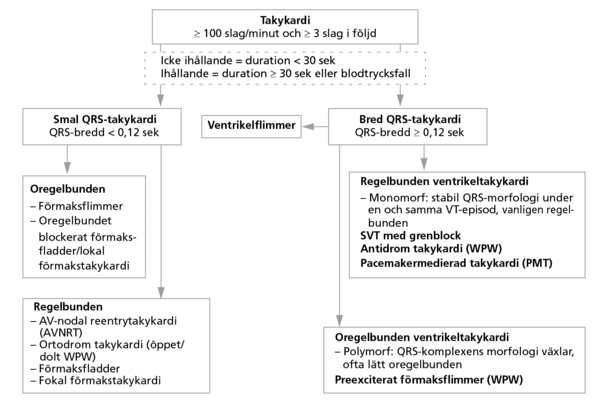 Takykardi
≥ 100 slag/minut och ≥ 3 slag i följd
Icke ihållande = duration < 30 sek
Ihållande = duration ≥ 30 sek eller blodtrycksfall
Smal QRS-takykardi
QRS-bredd < 0,12 sek
Ventrikelflimmer
Bred QRS-takykardi
QRS-bredd ≥ 0,12 sek
Oregelbunden
– Förmaksflimmer
– Oregelbundet
blockerat förmaks-
fladder/lokal
förmakstakykardi
Regelbunden ventrikeltakykardi
– Monomorf: stabil QRS-morfologi under
en och samma VT-episod, vanligen regel-
bunden
SVT med grenblock
Antidrom takykardi (WPW)
Pacemakermedierad takykardi (PMT)
Regelbunden
– AV-nodal reentrytakykardi
(AVNRT)
– Ortodrom takykardi (öppet/
dolt WPW)
– Förmaksfladder
– Fokal förmakstakykardi
Oregelbunden ventrikeltakykardi
– Polymorf: QRS-komplexens morfologi växlar,
ofta lätt oregelbunden
Preexciterat förmaksflimmer (WPW)